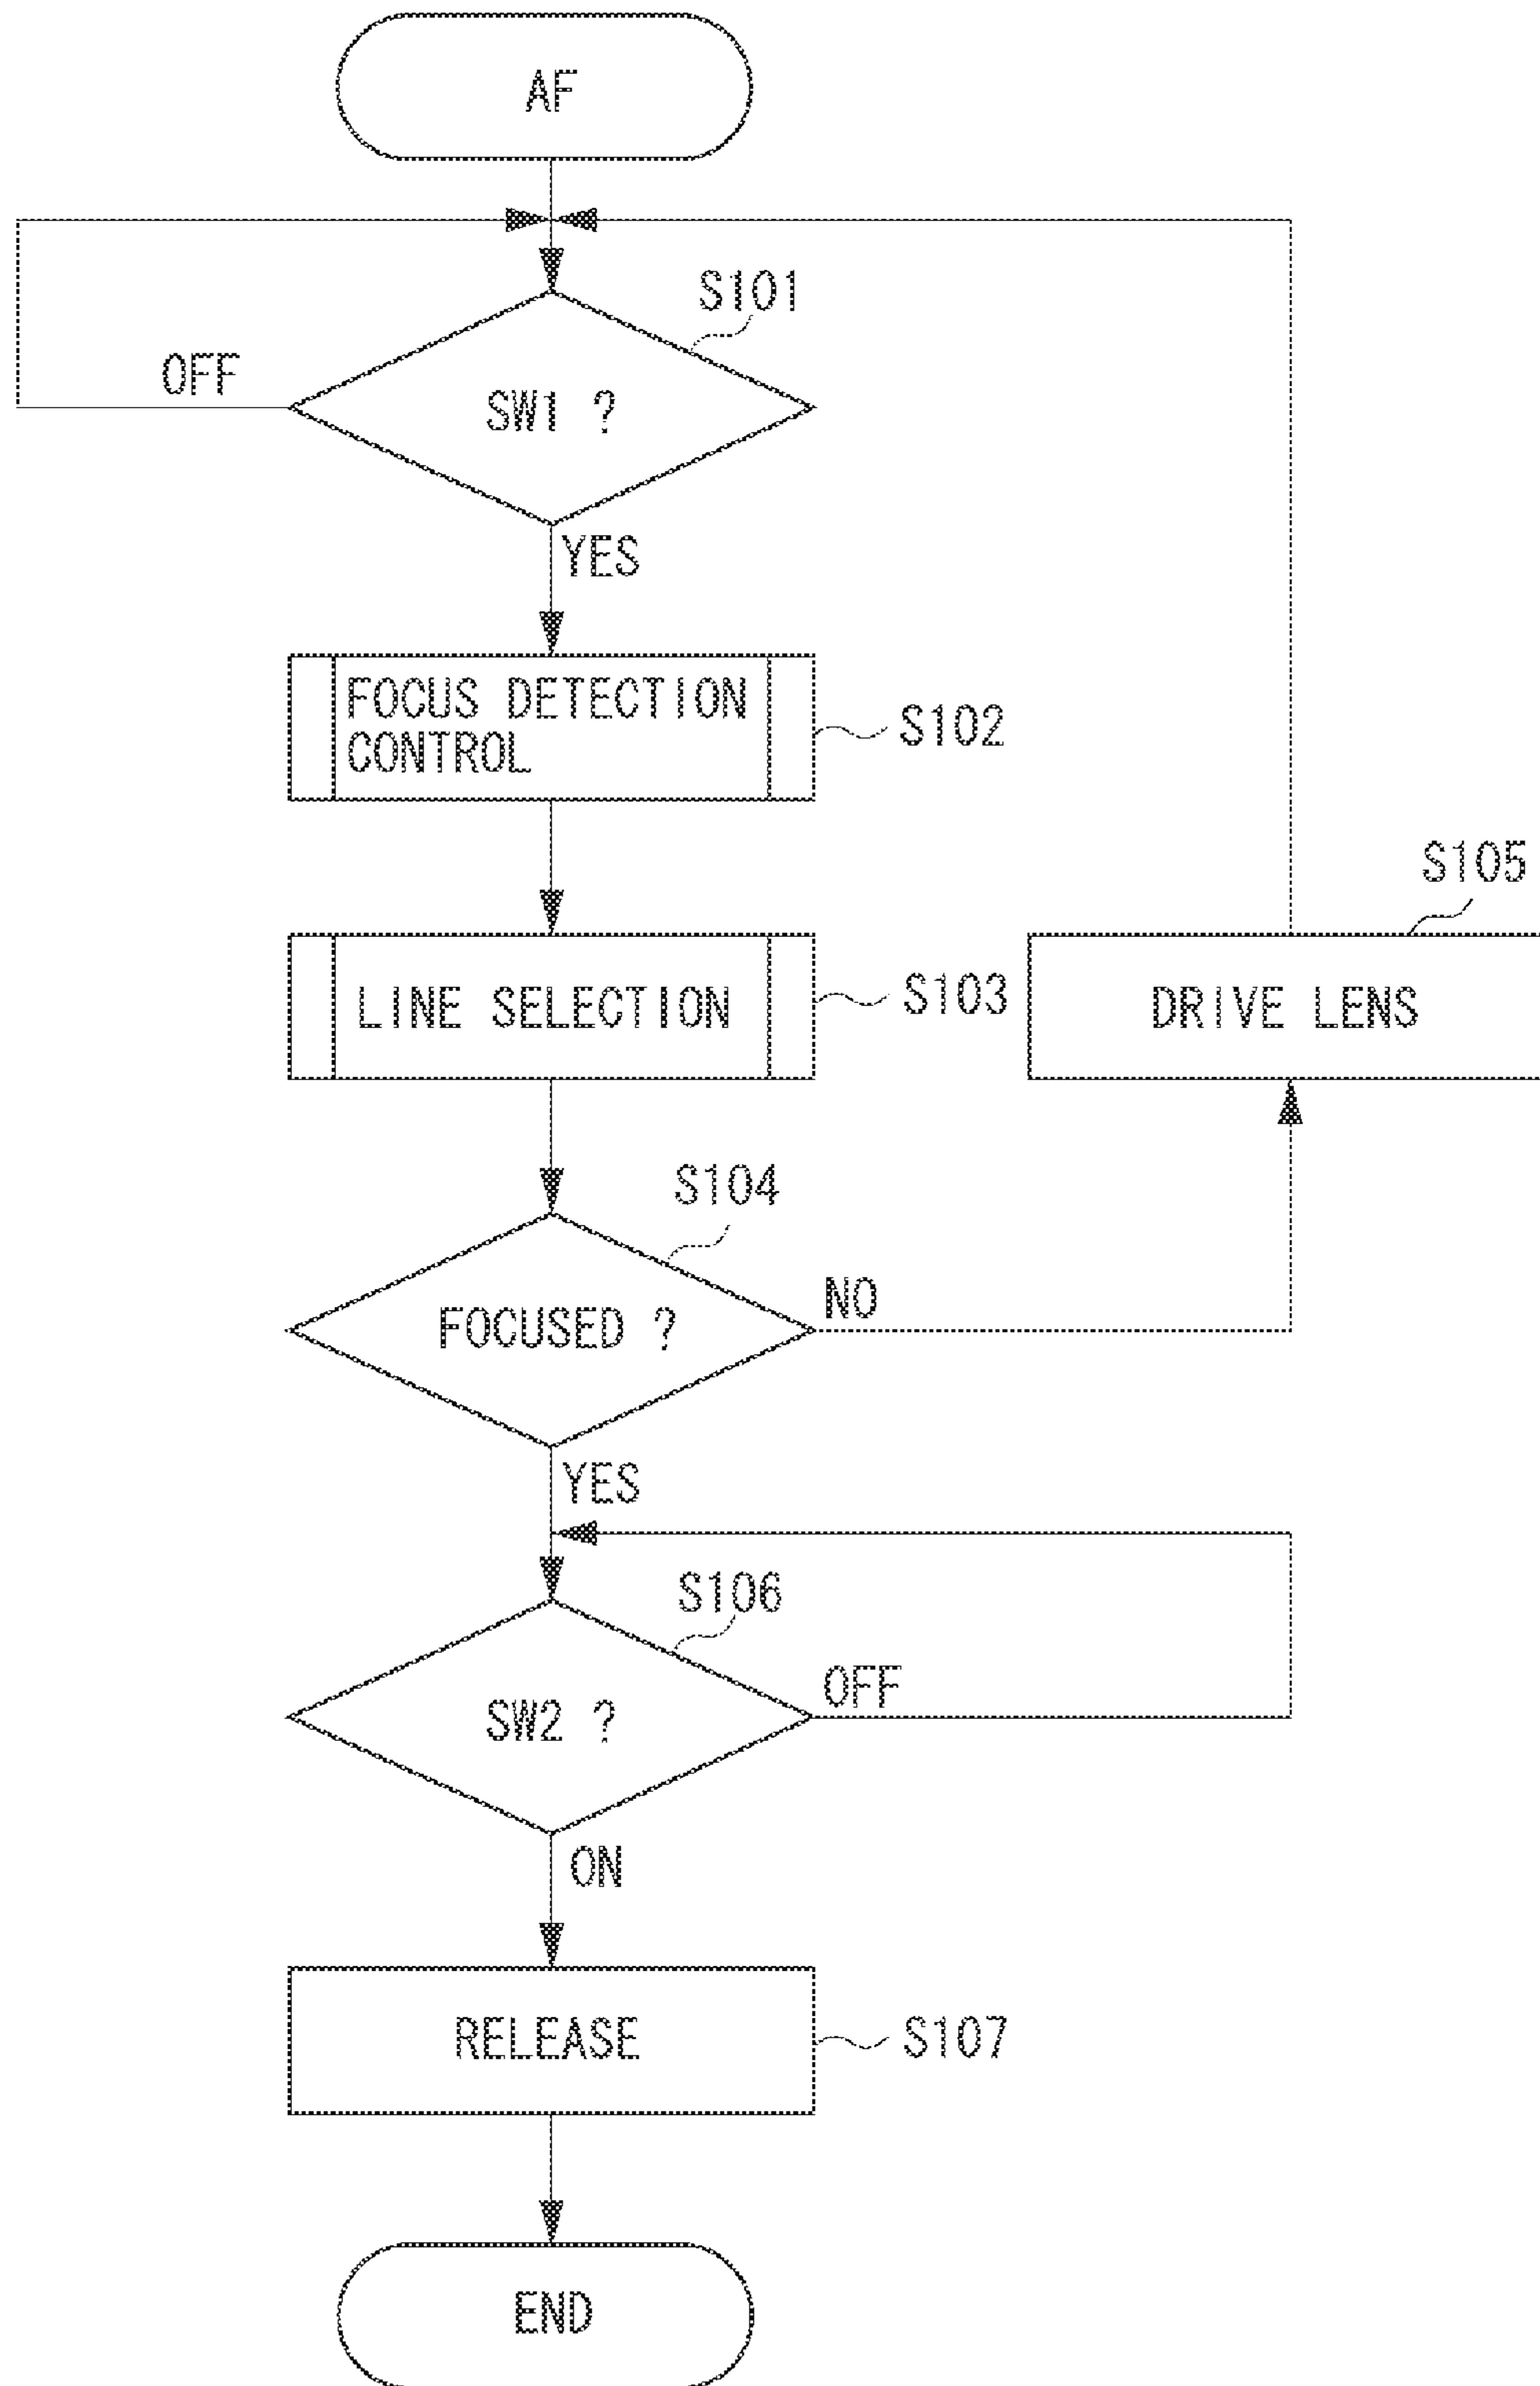 AF
S101
OFF
SW1 ?
YES
FOCUS DETECTION
CONTROL
S102
S105
LINE SELECTION
S103
DRIVE LENS
S104
NO
FOCUSED ?
YES
S106
OFF
SW2 ?
ON
RELEASE
S107
END